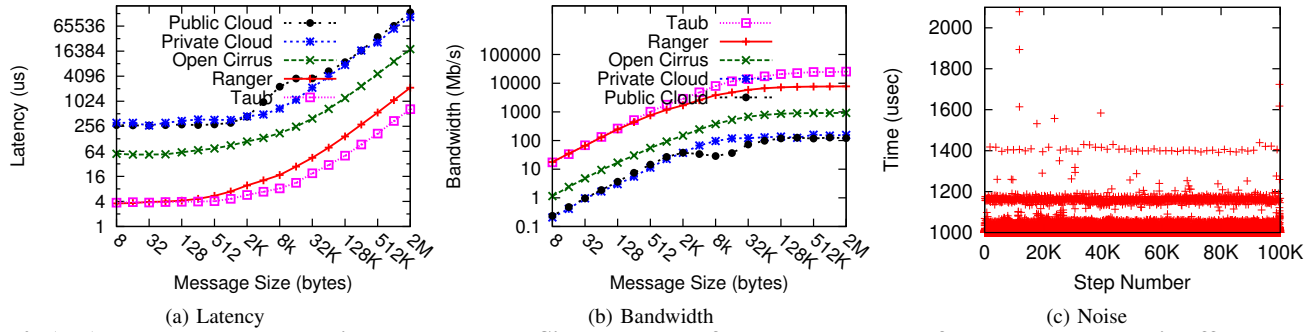 65536
16384
4096
1024
256
64
16
4
1
Latency (us)
Public Cloud
Private Cloud
Open Cirrus
Ranger
Taub
8
32
128
512
2K
8k
32K
128K
512K
2M
Message Size (bytes)
(a) Latency
100000
10000
1000
100
10
1
0.1
Bandwidth (Mb/s)
Taub
Ranger
Open Cirrus
Private Cloud
Public Cloud
8
32
128
512
2K
8k
32K
128K
512K
2M
Message Size (bytes)
(b) Bandwidth
2000
1800
1600
1400
1200
1000
Time (usec)
0
20K
40K
60K
80K
100K
Step Number
(c) Noise